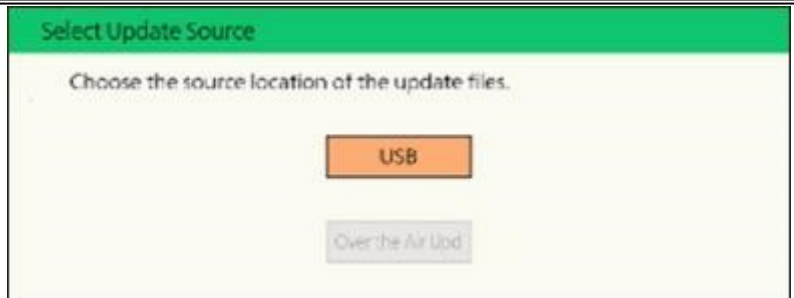 Select Update Source
Choose the source location of the update files.
USB
Over the Air Upd